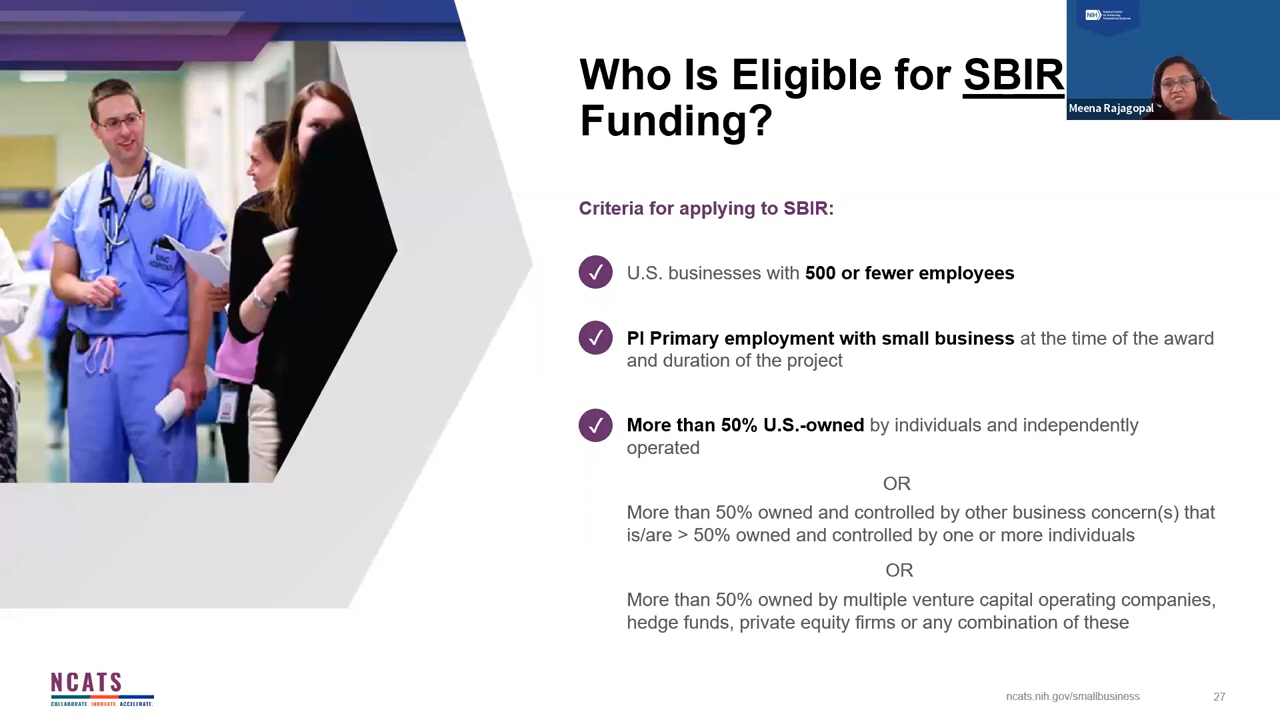 Who Is Eligible for SBIR
Funding?
NIH
Meena Rajagopal
Criteria for applying to SBIR:
✓ U.S. businesses with 500 or fewer employees
✓ PI Primary employment with small business at the time of the award
and duration of the project
✓ More than 50% U.S.-owned by individuals and independently
operated
OR
More than 50% owned and controlled by other business concern(s) that
is/are > 50% owned and controlled by one or more individuals
OR
More than 50% owned by multiple venture capital operating companies,
hedge funds, private equity firms or any combination of these
UNC
HOSPITALS
NCATS
COLLABORATE. INNOVATE. ACCELERATE.
ncats.nih.gov/smallbusiness
27